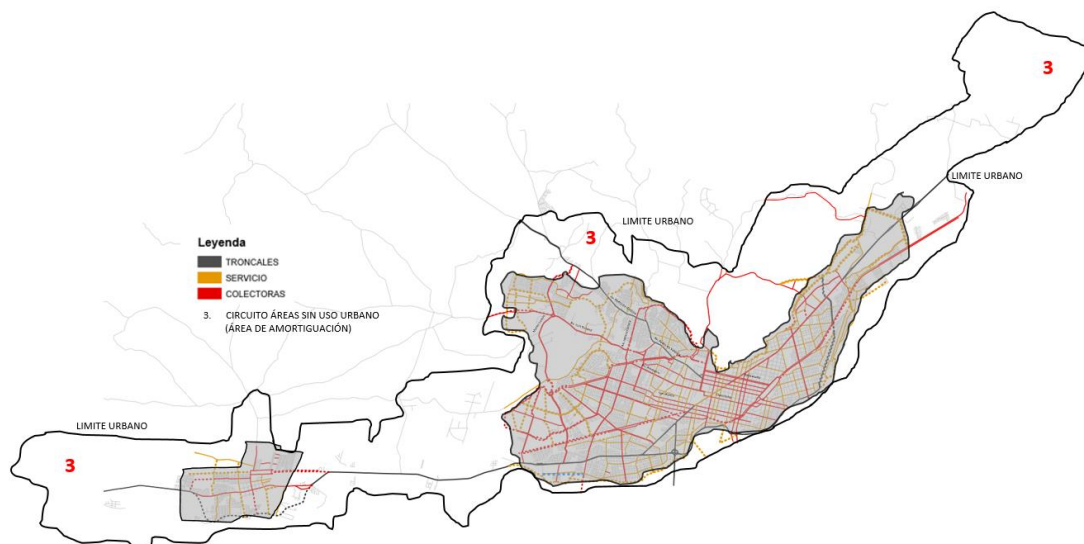 3
LIMITE URBANO
LIMITE URBANO
3
Leyenda
TRONCALES
SERVICIO
COLECTORAS
3. CIRCUITO ÁREAS SIN USO URBANO
(ÁREA DE AMORTIGUACIÓN)
LIMITE URBANO
3